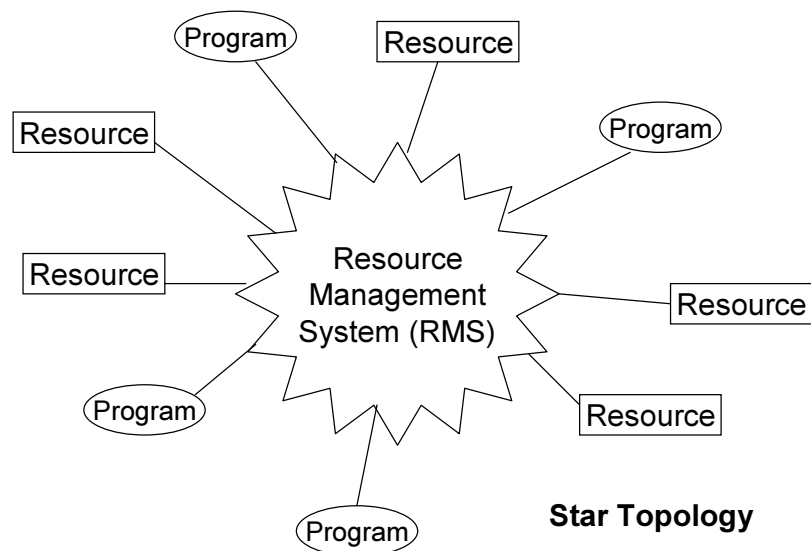 Program
Resource
Resource
Program
Resource
Resource
Management
System (RMS)
Resource
Program
Resource
Program
Star Topology